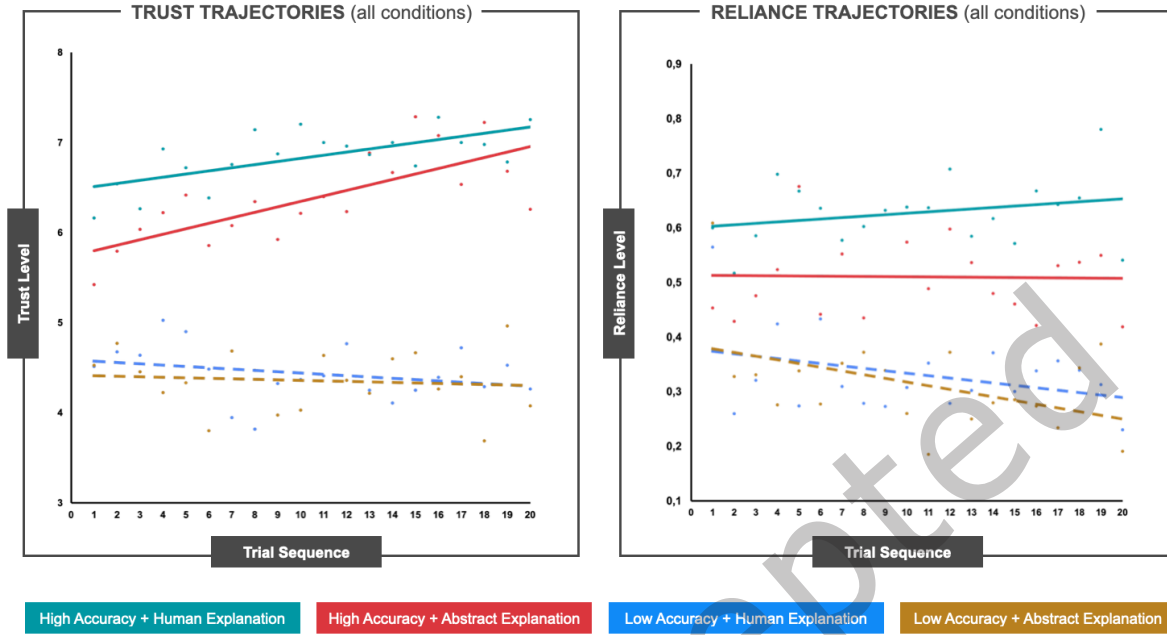 TRUST TRAJECTORIES (all conditions)
8
7
6
5
4
3
0 1 2 3 4 5 6 7 8 9 10 11 12 13 14 15 16 17 18 19 20
Trust Level
Trial Sequence
RELIANCE TRAJECTORIES (all conditions)
0,9
0,8
0,7
0,6
0,5
0,4
0,3
0,2
0,1
0 1 2 3 4 5 6 7 8 9 10 11 12 13 14 15 16 17 18 19 20
Reliance Level
Trial Sequence
High Accuracy + Human Explanation
High Accuracy + Abstract Explanation
Low Accuracy + Human Explanation
Low Accuracy + Abstract Explanation
epted